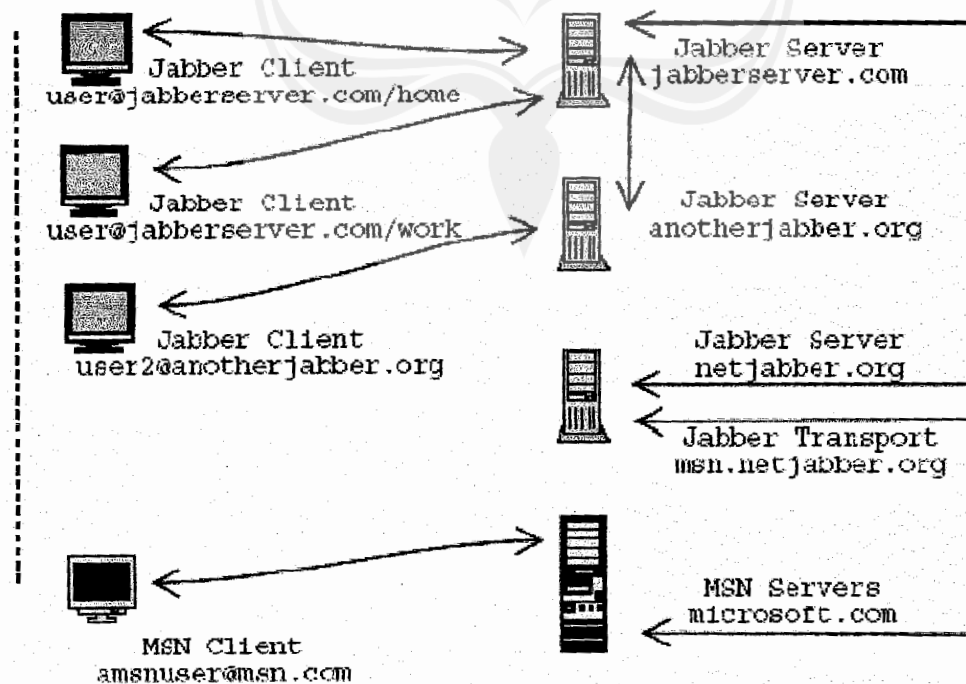 Jabber Client
user@jabberserver.com/home
Jabber Server
jabberserver.com
Jabber Client
user@jabberserver.com/work
Jabber Server
anotherjabber.org
Jabber Client
user2@anotherjabber.org
Jabber Server
netjabber.org
Jabber Transport
msn.netjabber.org
MSN Servers
microsoft.com
MSN Client
amsnuser@msn.com